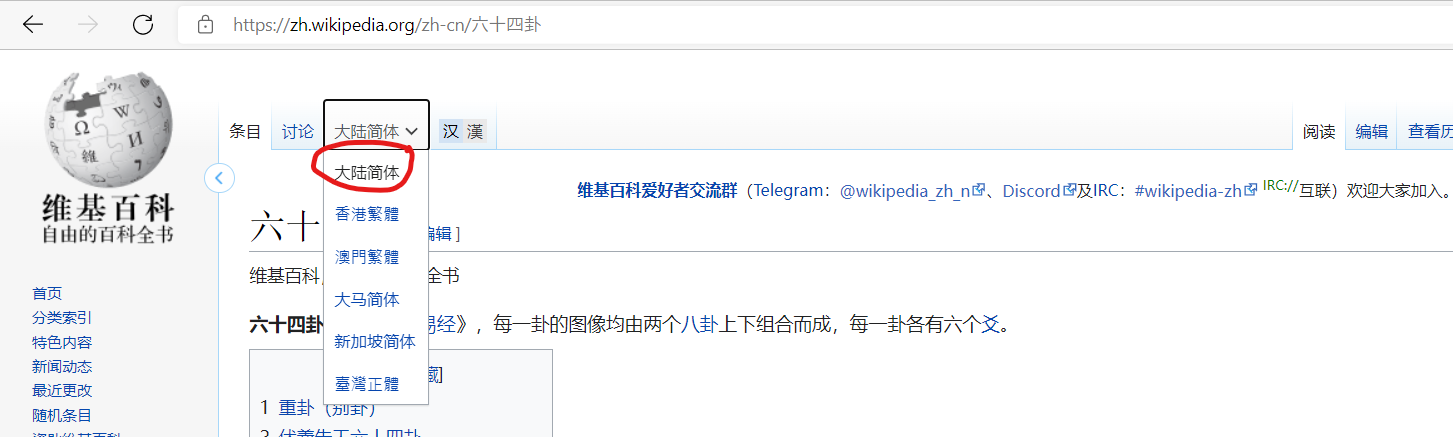 https://zh.wikipedia.org/zh-cn/六十四卦
Ω W И 維
维基百科
自由的百科全书
条目 讨论 大陆简体 汉 漢 阅读 编辑 查看历
大陆简体
香港繁體
澳門繁體
大马简体
新加坡简体
臺灣正體
维基百科爱好者交流群（Telegram：@wikipedia_zh_n、Discord及IRC：#wikipedia-zh IRC://互联）欢迎大家加入。
六十 编辑 ]
维基百科， 全书
六十四卦 易经》，每一卦的图像均由两个八卦上下组合而成，每一卦各有六个爻。
藏]
1 重卦（别卦）
首页
分类索引
特色内容
新闻动态
最近更改
随机条目